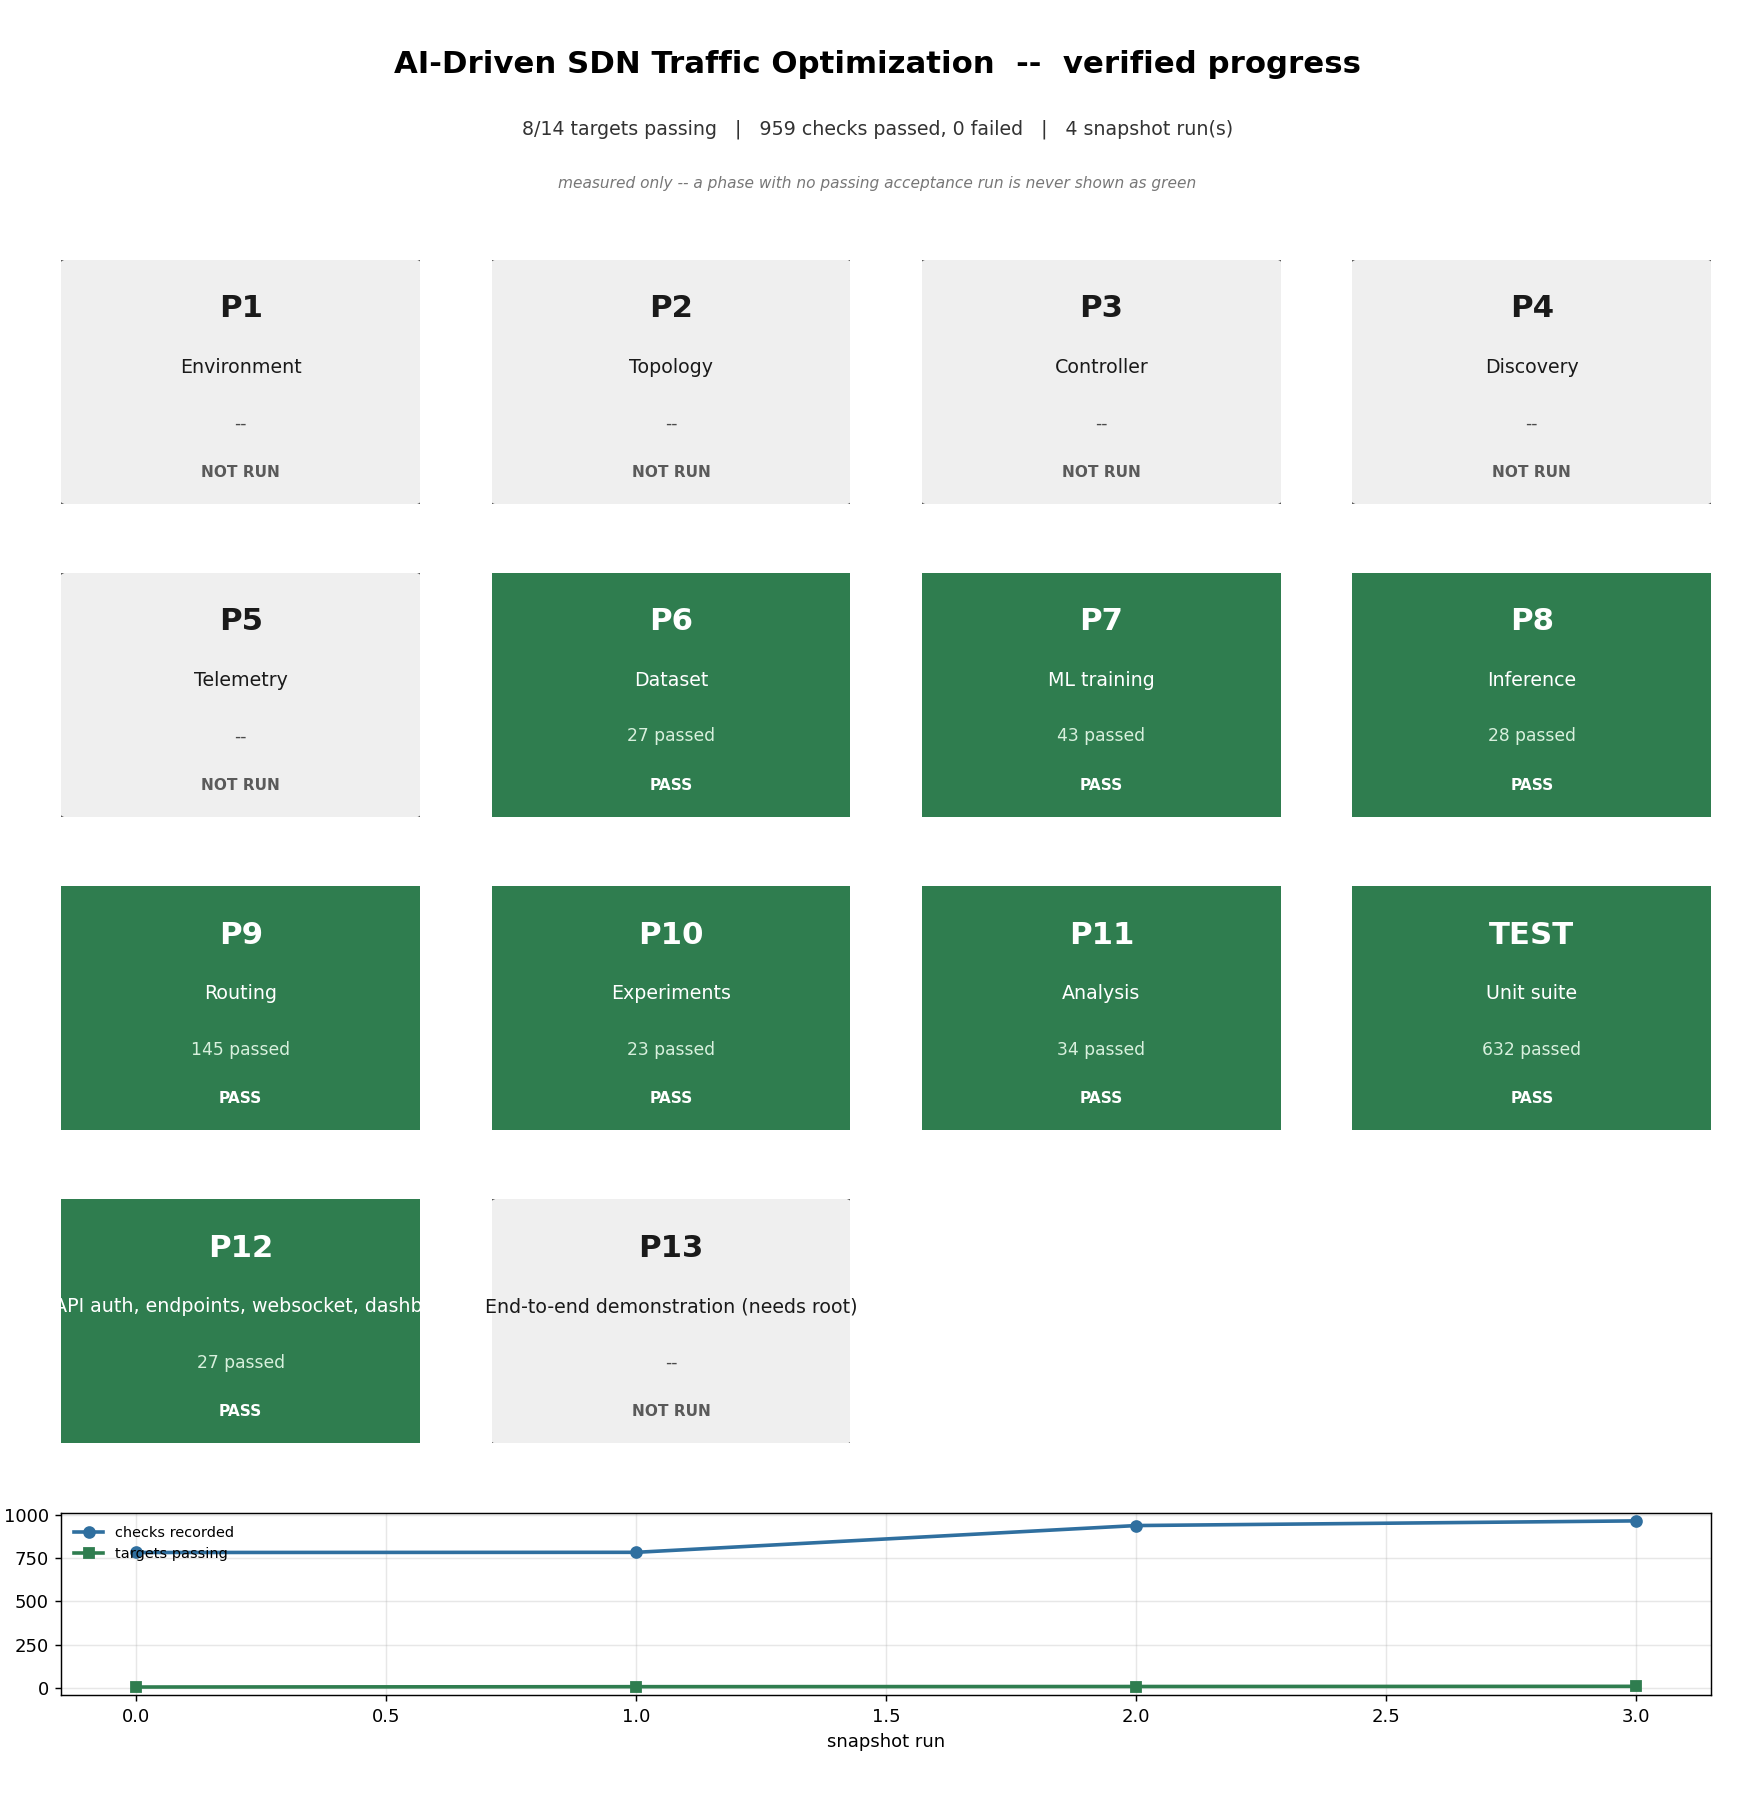 AI-Driven SDN Traffic Optimization -- verified progress
8/14 targets passing | 959 checks passed, 0 failed | 4 snapshot run(s)
measured only -- a phase with no passing acceptance run is never shown as green
P1
Environment
--
NOT RUN
P2
Topology
--
NOT RUN
P3
Controller
--
NOT RUN
P4
Discovery
--
NOT RUN
P5
Telemetry
--
NOT RUN
P6
Dataset
27 passed
PASS
P7
ML training
43 passed
PASS
P8
Inference
28 passed
PASS
P9
Routing
145 passed
PASS
P10
Experiments
23 passed
PASS
P11
Analysis
34 passed
PASS
TEST
Unit suite
632 passed
PASS
P12
API auth, endpoints, websocket, dashb
27 passed
PASS
P13
End-to-end demonstration (needs root)
--
NOT RUN
checks recorded
targets passing
1000
750
500
250
0
0.0 0.5 1.0 1.5 2.0 2.5 3.0
snapshot run